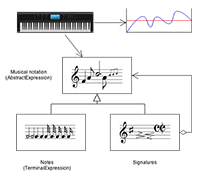 Musical notation
(AbstractExpression)
Notes
(TerminalExpression)
Signatures